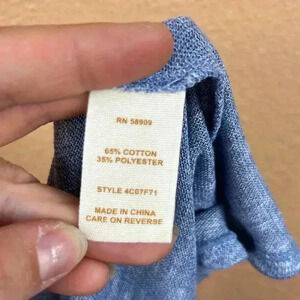 RN 58909
65% COTTON
35% POLYESTER
STYLE 4C07F71
MADE IN CHINA
CARE ON REVERSE